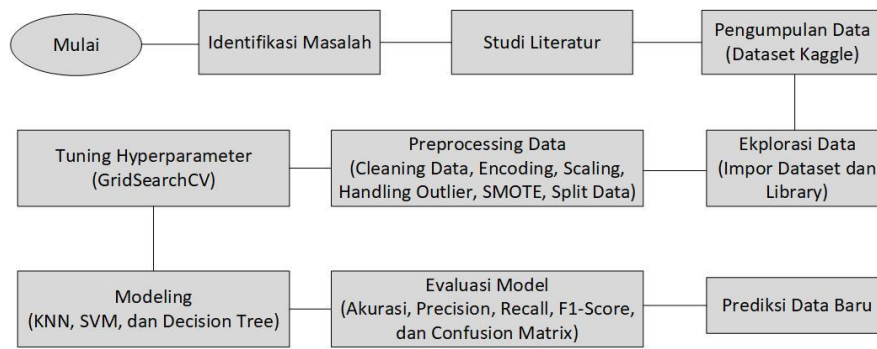 Mulai
Identifikasi Masalah
Studi Literatur
Pengumpulan Data
(Dataset Kaggle)
Ekplorasi Data
(Impor Dataset dan
Library)
Preprocessing Data
(Cleaning Data, Encoding, Scaling,
Handling Outlier, SMOTE, Split Data)
Tuning Hyperparameter
(GridSearchCV)
Modeling
(KNN, SVM, dan Decision Tree)
Evaluasi Model
(Akurasi, Precision, Recall, F1-Score,
dan Confusion Matrix)
Prediksi Data Baru